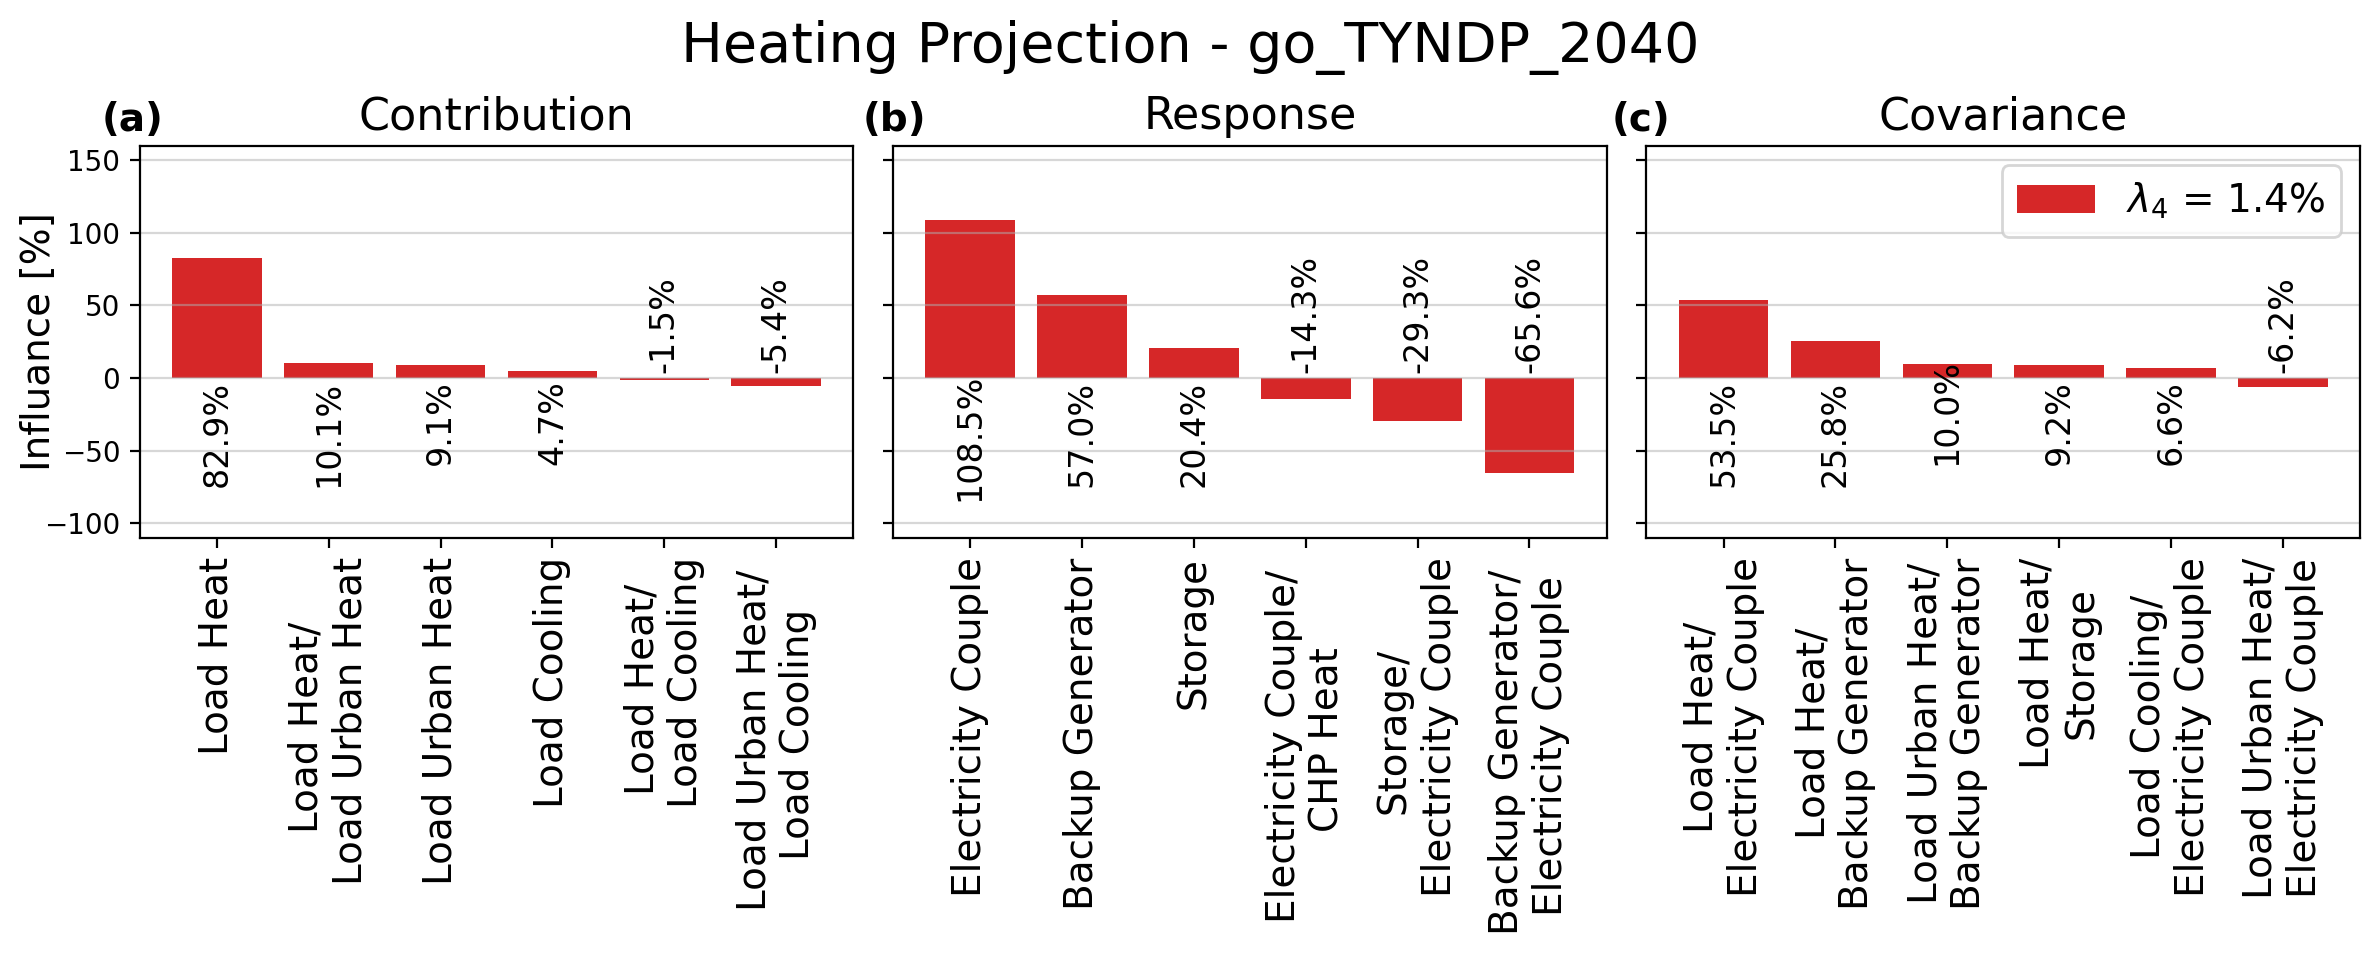 Heating Projection - go_TYNDP_2040
(a)
Contribution
Influance [%]
150
100
50
0
−50
−100
82.9%
10.1%
9.1%
4.7%
-1.5%
-5.4%
Load Heat
Load Heat/
Load Urban Heat
Load Urban Heat
Load Cooling
Load Heat/
Load Cooling
Load Urban Heat/
Load Cooling
(b)
Response
108.5%
57.0%
20.4%
-14.3%
-29.3%
-65.6%
Electricity Couple
Backup Generator
Storage
Electricity Couple/
CHP Heat
Storage/
Electricity Couple
Backup Generator/
Electricity Couple
(c)
Covariance
λ4 = 1.4%
53.5%
25.8%
10.0%
9.2%
6.6%
-6.2%
Load Heat/
Electricity Couple
Load Heat/
Backup Generator
Load Urban Heat/
Backup Generator
Load Heat/
Storage
Load Cooling/
Electricity Couple
Load Urban Heat/
Electricity Couple